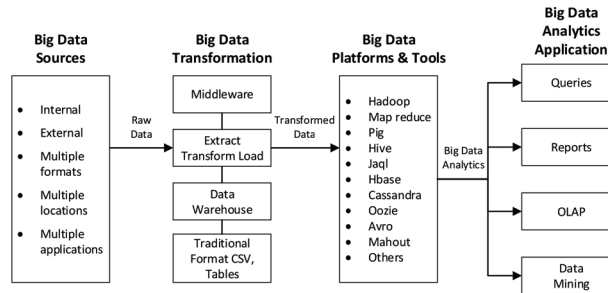 Big Data
Sources
Internal
External
Multiple
formats
Multiple
locations
Multiple
applications
Raw
Data
Big Data
Transformation
Middleware
Extract
Transform Load
Data
Warehouse
Traditional
Format CSV,
Tables
Transformed
Data
Big Data
Platforms & Tools
Hadoop
Map reduce
Pig
Hive
Jaql
Hbase
Cassandra
Oozie
Avro
Mahout
Others
Big Data
Analytics
Big Data
Analytics
Application
Queries
Reports
OLAP
Data
Mining